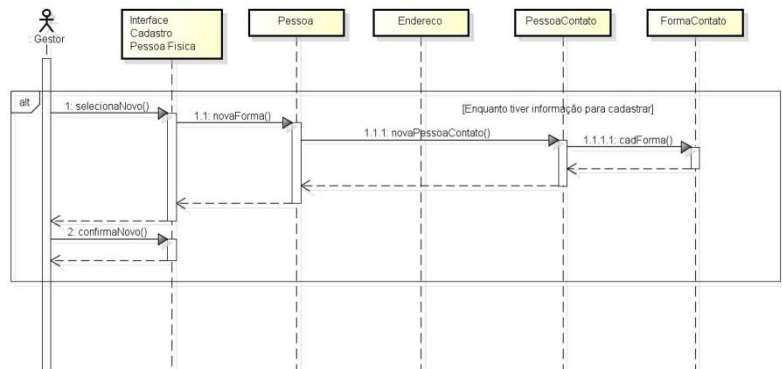 : Gestor
Interface
Cadastro
Pessoa Fisica
Pessoa
Endereco
PessoaContato
FormaContato
alt
[Enquanto tiver informação para cadastrar]
1: selecionaNovo()
1.1: novaForma()
1.1.1: novaPessoaContato()
1.1.1.1: cadForma()
2: confirmaNovo()